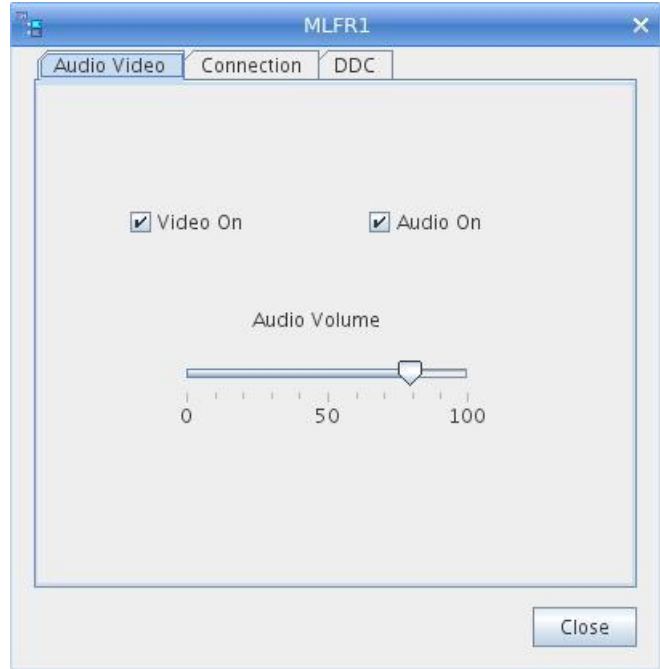 MLFR1
Audio Video Connection DDC
Video On Audio On
Audio Volume
0 50 100
Close